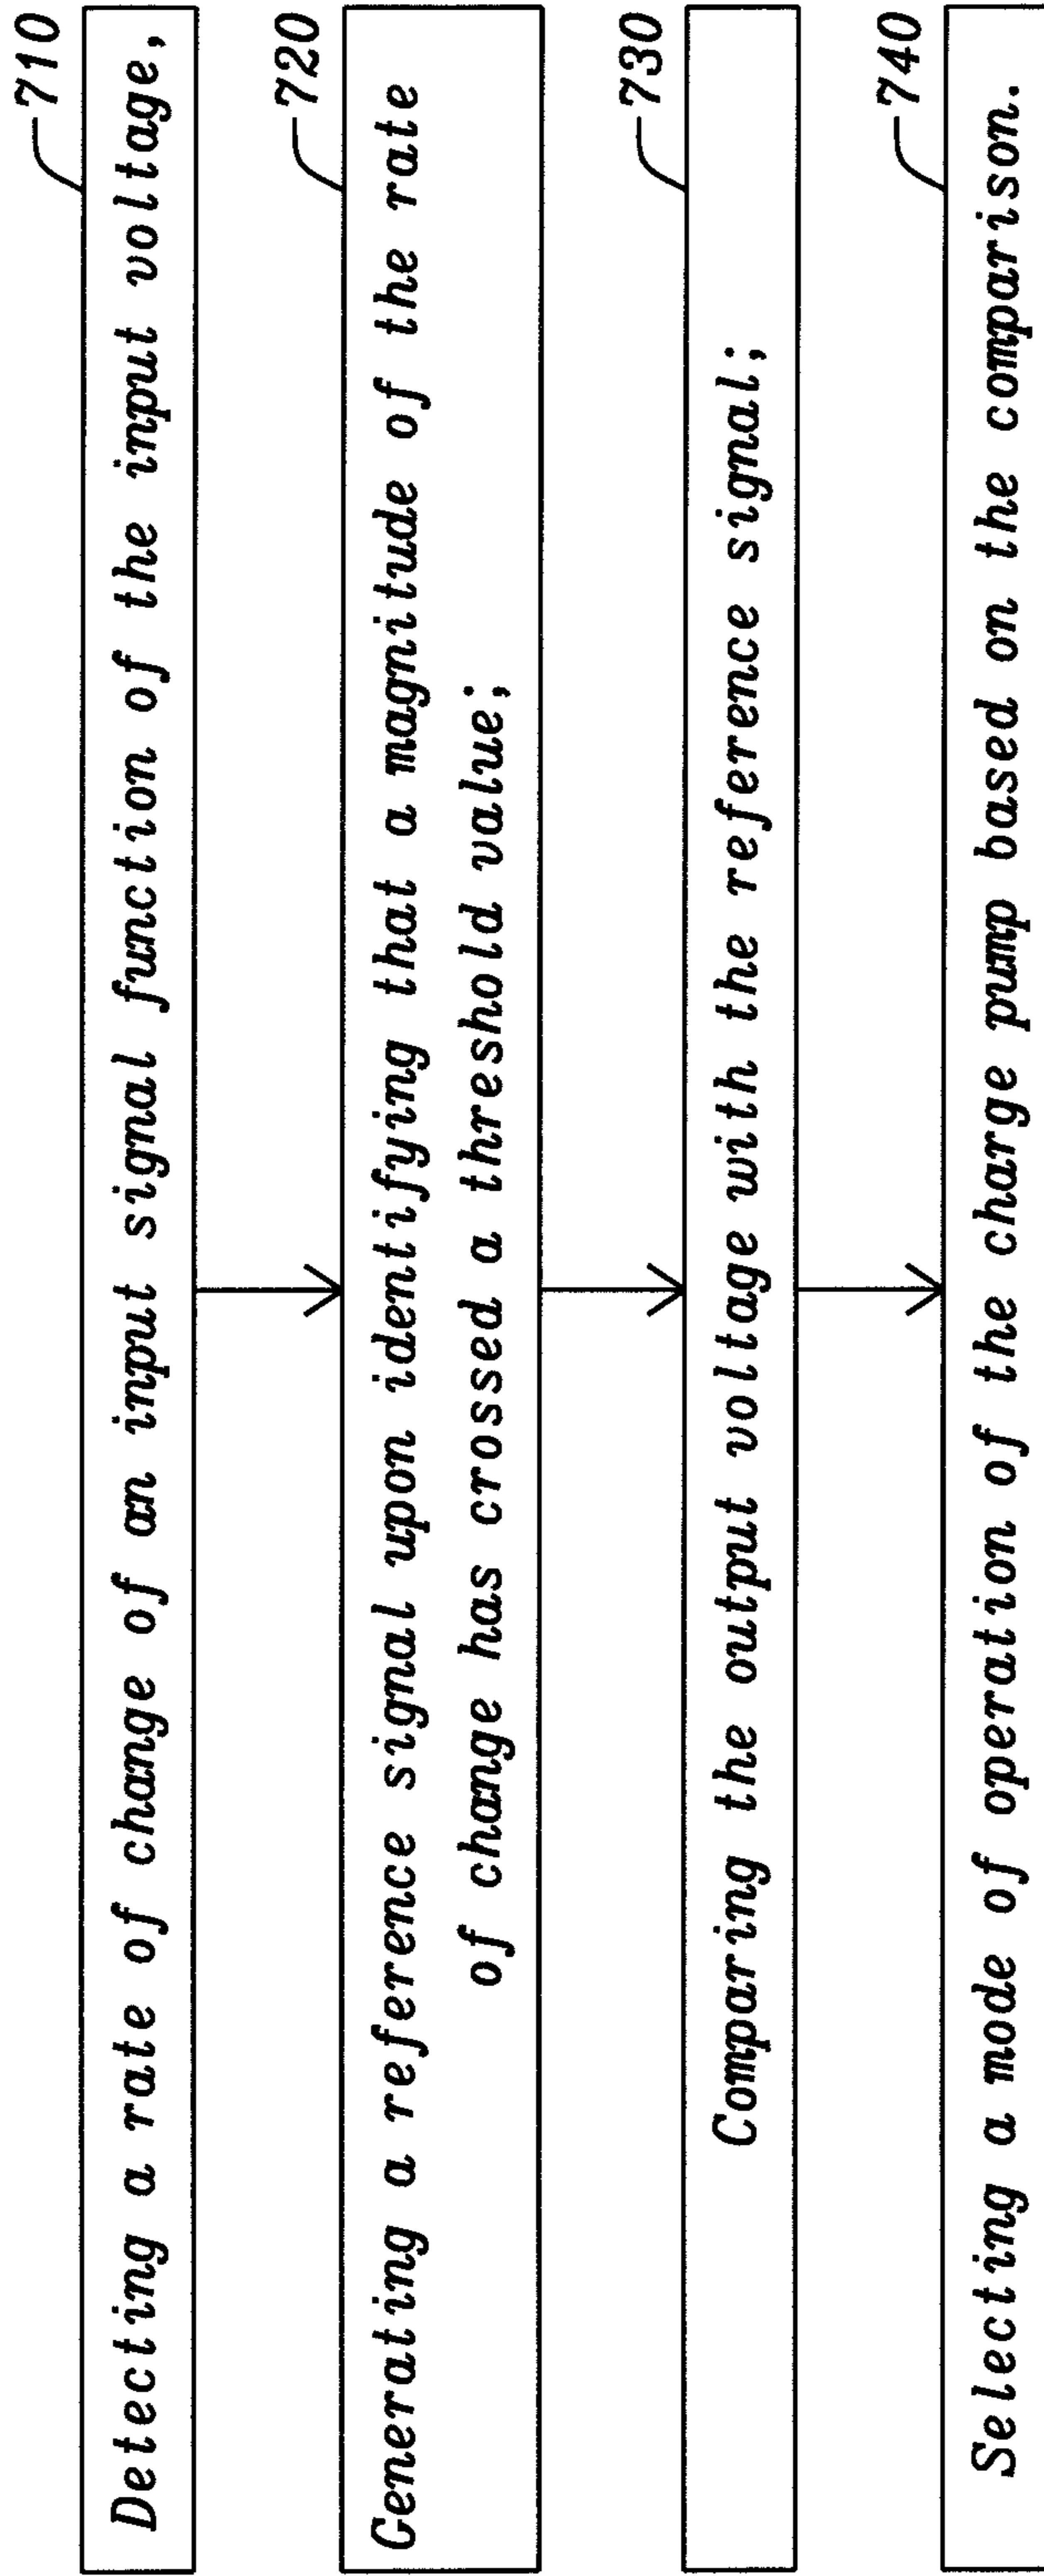 710
Detecting a rate of change of an input signal function of the input voltage,
720
Generating a reference signal upon identifying that a magnitude of the rate
of change has crossed a threshold value;
730
Comparing the output voltage with the reference signal;
740
Selecting a mode of operation of the charge pump based on the comparison.